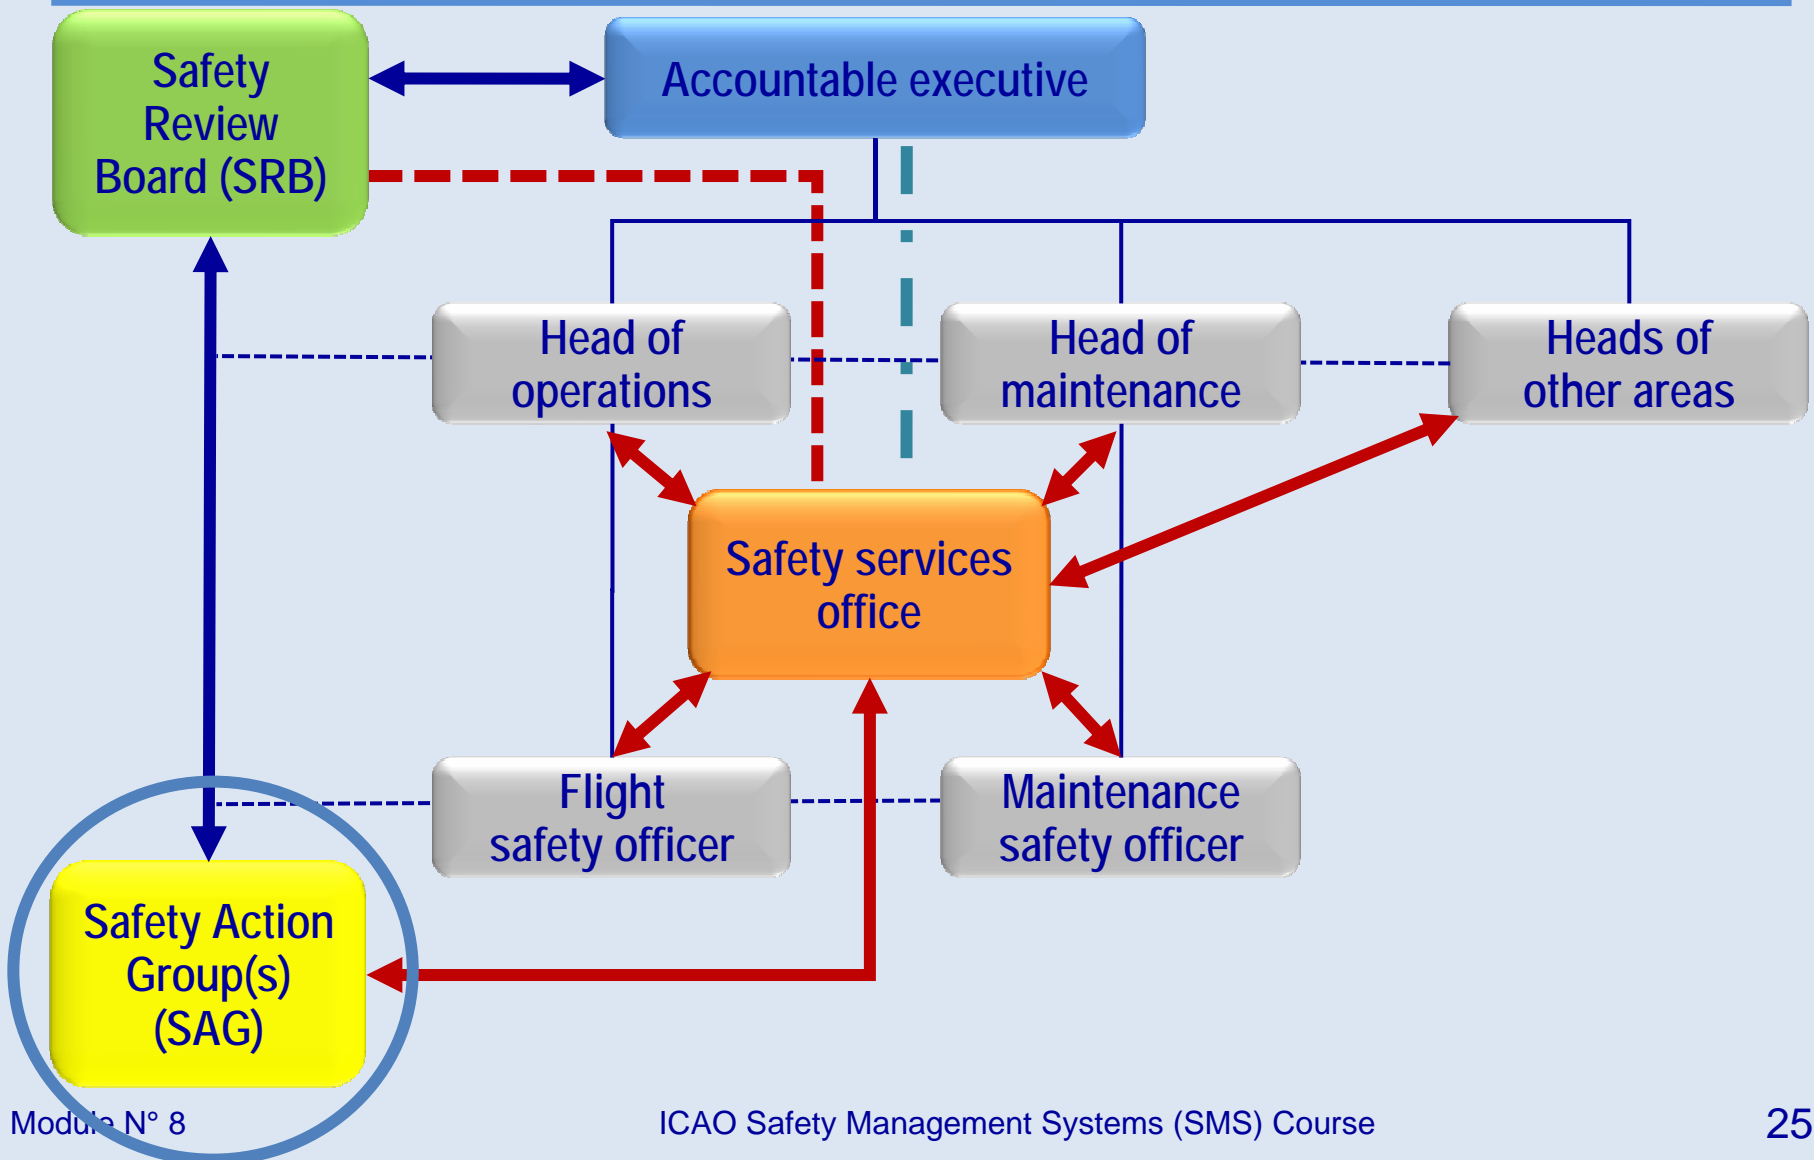 Safety
Review
Board (SRB)
Accountable executive
Head of
operations
Head of
maintenance
Heads of
other areas
Safety services
office
Flight
safety officer
Maintenance
safety officer
Safety Action
Group(s)
(SAG)
Module N° 8
ICAO Safety Management Systems (SMS) Course
25